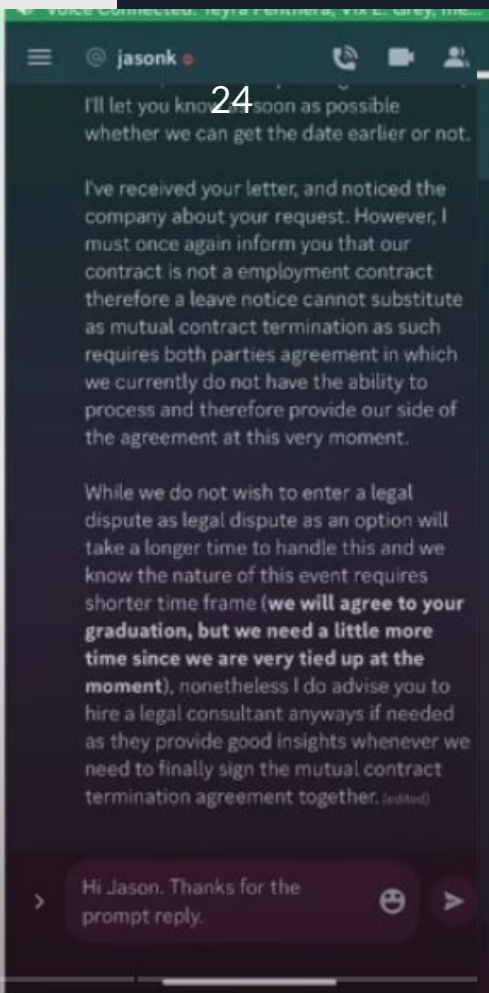 Voice Connected: Teyra Penthera, Vix E. Grey, me...
@ jasonk
24
I'll let you know soon as possible
whether we can get the date earlier or not.
I've received your letter, and noticed the
company about your request. However, I
must once again inform you that our
contract is not a employment contract
therefore a leave notice cannot substitute
as mutual contract termination as such
requires both parties agreement in which
we currently do not have the ability to
process and therefore provide our side of
the agreement at this very moment.
While we do not wish to enter a legal
dispute as legal dispute as an option will
take a longer time to handle this and we
know the nature of this event requires
shorter time frame (we will agree to your
graduation, but we need a little more
time since we are very tied up at the
moment), nonetheless I do advise you to
hire a legal consultant anyways if needed
as they provide good insights whenever we
need to finally sign the mutual contract
termination agreement together. (edited)
Hi Jason. Thanks for the
prompt reply.